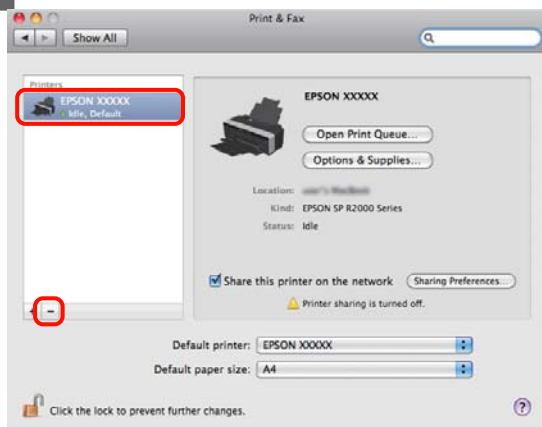 Print & Fax
Show All
Printers
EPSON XXXXX
Idle, Default
EPSON XXXXX
Open Print Queue...
Options & Supplies...
Location:
Kind: EPSON SP R2000 Series
Status: Idle
Share this printer on the network
Sharing Preferences...
Printer sharing is turned off.
+ −
Default printer: EPSON XXXXX
Default paper size: A4
Click the lock to prevent further changes.
?